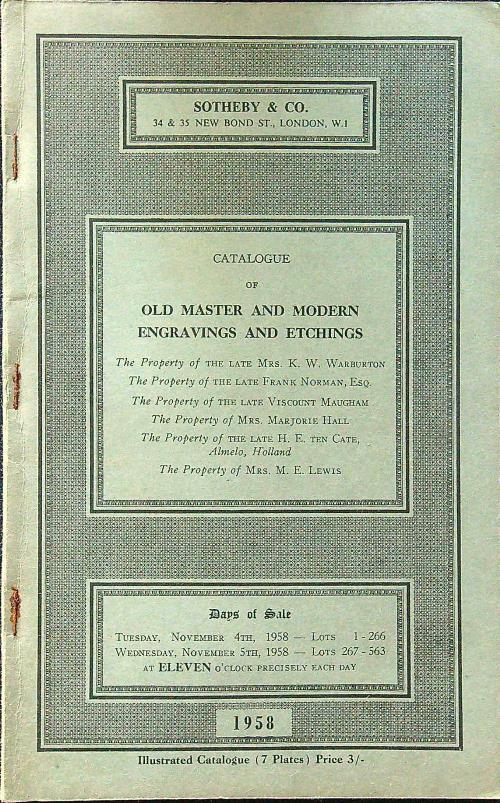 SOTHEBY & CO.
34 & 35 NEW BOND ST., LONDON, W.1
CATALOGUE
OF
OLD MASTER AND MODERN
ENGRAVINGS AND ETCHINGS
The Property of THE LATE MRS. K. W. WARBURTON
The Property of THE LATE FRANK NORMAN, ESQ.
The Property of THE LATE VISCOUNT MAUGHAM
The Property of MRS. MARJORIE HALL
The Property of THE LATE H. E. TEN CATE,
Almelo, Holland
The Property of MRS. M. E. LEWIS
Days of Sale
TUESDAY, NOVEMBER 4TH, 1958 — LOTS 1-266
WEDNESDAY, NOVEMBER 5TH, 1958 — LOTS 267-563
AT ELEVEN O'CLOCK PRECISELY EACH DAY
1958
Illustrated Catalogue (7 Plates) Price 3/-